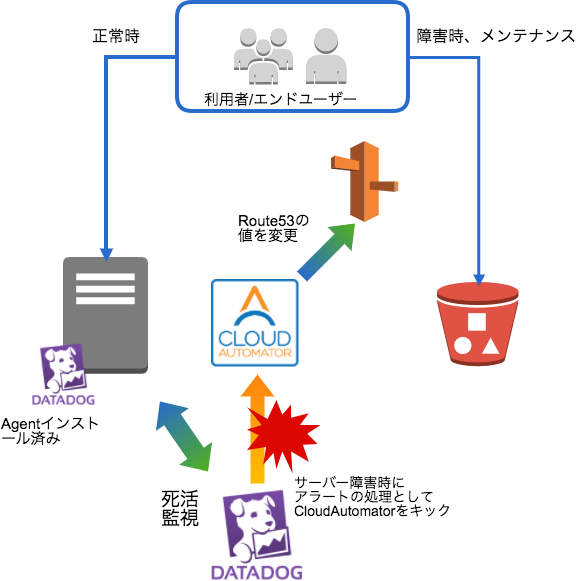 正常時
障害時、メンテナンス
利用者/エンドユーザー
Route53の
値を変更
CLOUD
AUTOMATOR
DATADOG
Agentインスト
ール済み
死活
監視
サーバー障害時に
アラートの処理として
CloudAutomatorをキック
DATADOG